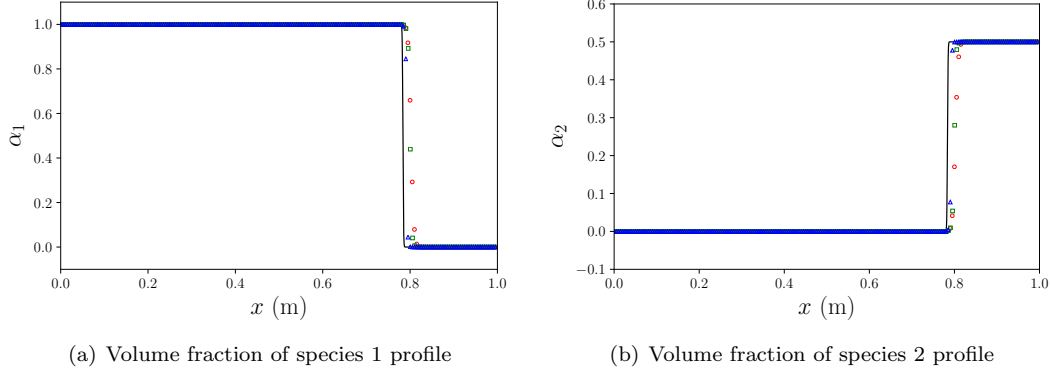 1.0
0.8
0.6
0.4
0.2
0.0
α1
0.0 0.2 0.4 0.6 0.8 1.0
x (m)
(a) Volume fraction of species 1 profile
0.6
0.5
0.4
0.3
0.2
0.1
0.0
−0.1
α2
0.0 0.2 0.4 0.6 0.8 1.0
x (m)
(b) Volume fraction of species 2 profile